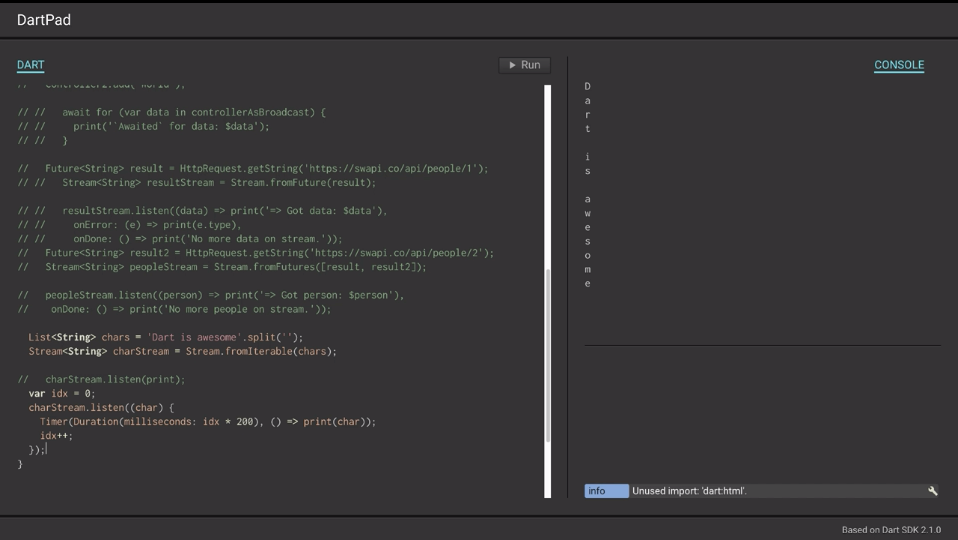 DartPad
DART
Run
CONSOLE
//   controller2.add('World');
// //   await for (var data in controllerAsBroadcast) {
// //     print('`Awaited` for data: $data');
// //   }
//   Future<String> result = HttpRequest.getString('https://swapi.co/api/people/1');
// //   Stream<String> resultStream = Stream.fromFuture(result);
// //   resultStream.listen((data) => print('=> Got data: $data'),
// //     onError: (e) => print(e.type),
// //     onDone: () => print('No more data on stream.'));
//   Future<String> result2 = HttpRequest.getString('https://swapi.co/api/people/2');
//   Stream<String> peopleStream = Stream.fromFutures([result, result2]);
//   peopleStream.listen((person) => print('=> Got person: $person'),
//    onDone: () => print('No more people on stream.'));
List<String> chars = 'Dart is awesome'.split('');
Stream<String> charStream = Stream.fromIterable(chars);
//   charStream.listen(print);
var idx = 0;
charStream.listen((char) {
Timer(Duration(milliseconds: idx * 200), () => print(char));
idx++;
});
}
D
a
r
t
i
s
a
w
e
s
o
m
e
info Unused import: 'dart:html'.
Based on Dart SDK 2.1.0